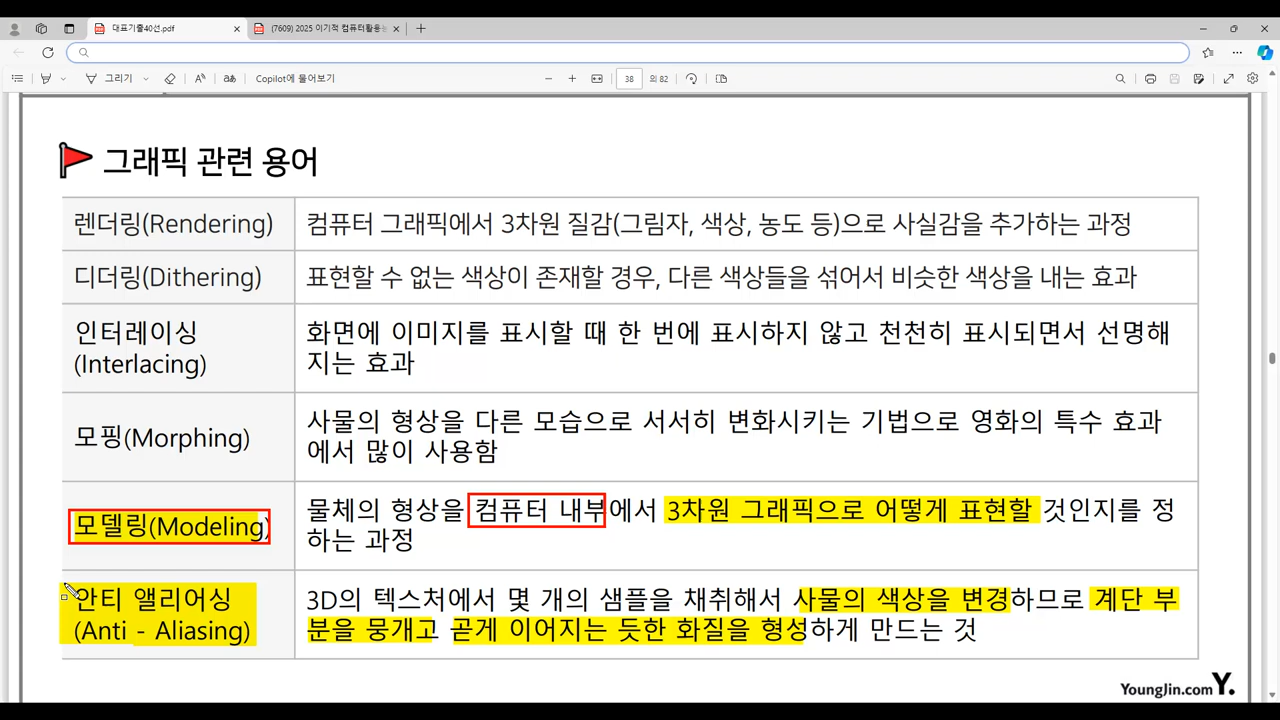 대표기출40선.pdf
(7609) 2025 이기적 컴퓨터활용능
그리기
aあ
Copilot에 물어보기
38
외 82
그래픽 관련 용어
렌더링(Rendering)
컴퓨터 그래픽에서 3차원 질감(그림자, 색상, 농도 등)으로 사실감을 추가하는 과정
디더링(Dithering)
표현할 수 없는 색상이 존재할 경우, 다른 색상들을 섞어서 비슷한 색상을 내는 효과
인터레이싱
(Interlacing)
화면에 이미지를 표시할 때 한 번에 표시하지 않고 천천히 표시되면서 선명해
지는 효과
모핑(Morphing)
사물의 형상을 다른 모습으로 서서히 변화시키는 기법으로 영화의 특수 효과
에서 많이 사용함
모델링(Modeling)
물체의 형상을 컴퓨터 내부에서 3차원 그래픽으로 어떻게 표현할 것인지를 정
하는 과정
안티 앨리어싱
(Anti - Aliasing)
3D의 텍스처에서 몇 개의 샘플을 채취해서 사물의 색상을 변경하므로 계단 부
분을 뭉개고 곧게 이어지는 듯한 화질을 형성하게 만드는 것
YoungJin.com Y.